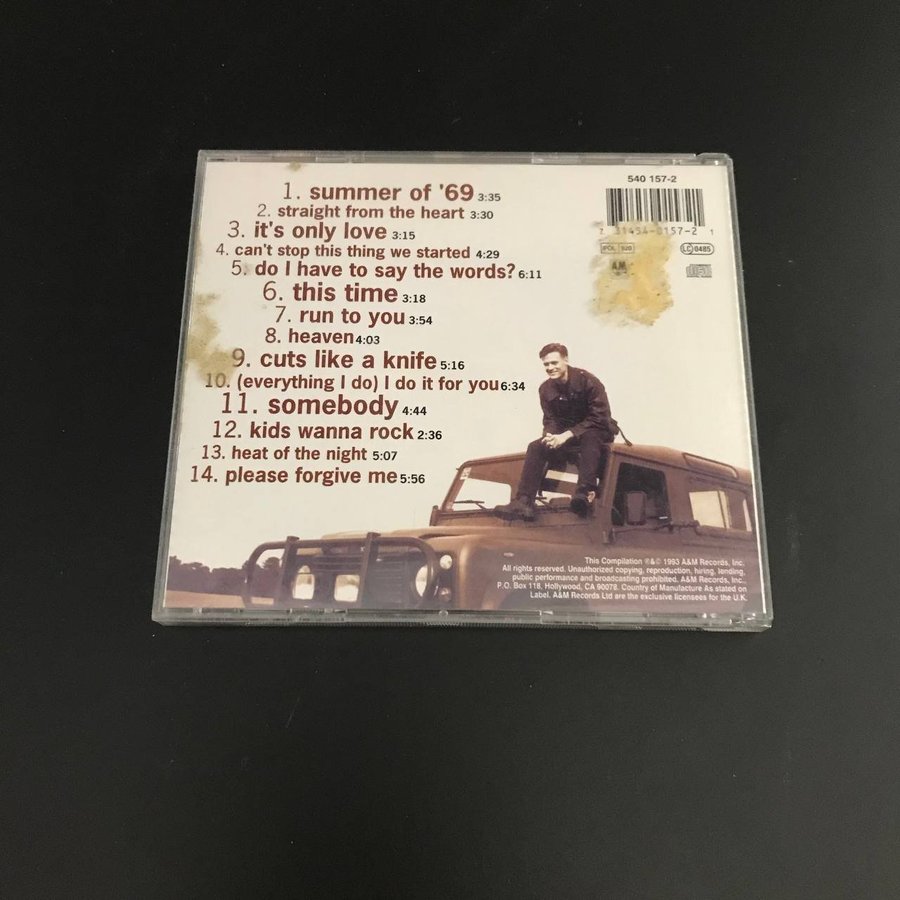 1. summer of '69 3:35
2. straight from the heart 3:30
3. it's only love 3:15
4. can't stop this thing we started 4:29
5. do I have to say the words? 6:11
6. this time 3:18
7. run to you 3:54
8. heaven 4:03
9. cuts like a knife 5:16
10. (everything I do) I do it for you 6:34
11. somebody 4:44
12. kids wanna rock 2:36
13. heat of the night 5:07
14. please forgive me 5:56
540 157-2
7 31454-0157-2 1
LC 0485
A&M
This Compilation ℗&© 1993 A&M Records, Inc.
All rights reserved. Unauthorized copying, reproduction, hiring, lending,
public performance and broadcasting prohibited. A&M Records, Inc.,
P.O. Box 118, Hollywood, CA 90078. Country of Manufacture As stated on
Label. A&M Records Ltd are the exclusive licensees for the U.K.